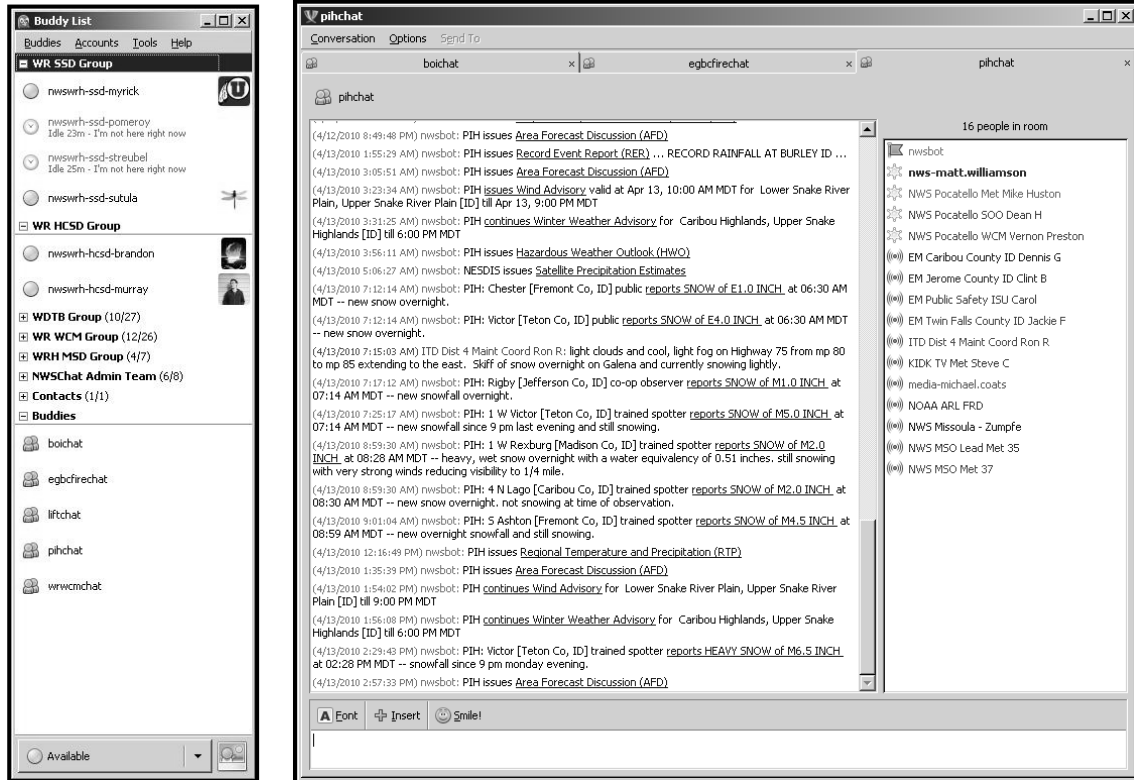 Buddy List
Buddies Accounts Tools Help
WR SSD Group
nwswrh-ssd-myrick
nwswrh-ssd-pomeroy
Idle 23m - I'm not here right now
nwswrh-ssd-streubel
Idle 25m - I'm not here right now
nwswrh-ssd-sutula
WR HCSD Group
nwswrh-hcsd-brandon
nwswrh-hcsd-murray
WDTB Group (10/27)
WR WCM Group (12/26)
WRH MSD Group (4/7)
NWSChat Admin Team (6/8)
Contacts (1/1)
Buddies
boichat
egbcfirechat
liftchat
pihchat
wrwcmchat
Available
pihchat
Conversation Options Send To
boichat
egbcfirechat
pihchat
pihchat
(4/12/2010 8:49:48 PM) nwsbot: PIH issues Area Forecast Discussion (AFD)
(4/13/2010 1:55:29 AM) nwsbot: PIH issues Record Event Report (RER) ... RECORD RAINFALL AT BURLEY ID ...
(4/13/2010 3:05:51 AM) nwsbot: PIH issues Area Forecast Discussion (AFD)
(4/13/2010 3:23:34 AM) nwsbot: PIH issues Wind Advisory valid at Apr 13, 10:00 AM MDT for Lower Snake River
Plain, Upper Snake River Plain [ID] till Apr 13, 9:00 PM MDT
(4/13/2010 3:31:25 AM) nwsbot: PIH continues Winter Weather Advisory for Caribou Highlands, Upper Snake
Highlands [ID] till 6:00 PM MDT
(4/13/2010 3:56:11 AM) nwsbot: PIH issues Hazardous Weather Outlook (HWO)
(4/13/2010 5:06:27 AM) nwsbot: NESDIS issues Satellite Precipitation Estimates
(4/13/2010 7:12:14 AM) nwsbot: PIH: Chester [Fremont Co, ID] public reports SNOW of E1.0 INCH at 06:30 AM
MDT -- new snow overnight.
(4/13/2010 7:12:14 AM) nwsbot: PIH: Victor [Teton Co, ID] public reports SNOW of E4.0 INCH at 06:30 AM MDT
-- new snow overnight.
(4/13/2010 7:15:03 AM) ITD Dist 4 Maint Coord Ron R: light clouds and cool, light fog on Highway 75 from mp 80
to mp 85 extending to the east. Skiff of snow overnight on Galena and currently snowing lightly.
(4/13/2010 7:17:12 AM) nwsbot: PIH: Rigby [Jefferson Co, ID] co-op observer reports SNOW of M1.0 INCH at
07:14 AM MDT -- new snowfall overnight.
(4/13/2010 7:25:17 AM) nwsbot: PIH: 1 W Victor [Teton Co, ID] trained spotter reports SNOW of M5.0 INCH at
07:14 AM MDT -- new snowfall since 9 pm last evening and still snowing.
(4/13/2010 8:59:30 AM) nwsbot: PIH: 1 W Rexburg [Madison Co, ID] trained spotter reports SNOW of M2.0
INCH at 08:28 AM MDT -- heavy, wet snow overnight with a water equivalency of 0.51 inches. still snowing
with very strong winds reducing visibility to 1/4 mile.
(4/13/2010 8:59:30 AM) nwsbot: PIH: 4 N Lago [Caribou Co, ID] trained spotter reports SNOW of M2.0 INCH at
08:30 AM MDT -- new snow overnight. not snowing at time of observation.
(4/13/2010 9:01:04 AM) nwsbot: PIH: S Ashton [Fremont Co, ID] trained spotter reports SNOW of M4.5 INCH at
08:59 AM MDT -- new overnight snowfall and still snowing.
(4/13/2010 12:16:49 PM) nwsbot: PIH issues Regional Temperature and Precipitation (RTP)
(4/13/2010 1:35:39 PM) nwsbot: PIH issues Area Forecast Discussion (AFD)
(4/13/2010 1:54:02 PM) nwsbot: PIH continues Wind Advisory for Lower Snake River Plain, Upper Snake River
Plain [ID] till 9:00 PM MDT
(4/13/2010 1:56:08 PM) nwsbot: PIH continues Winter Weather Advisory for Caribou Highlands, Upper Snake
Highlands [ID] till 6:00 PM MDT
(4/13/2010 2:29:43 PM) nwsbot: PIH: Victor [Teton Co, ID] trained spotter reports HEAVY SNOW of M6.5 INCH
at 02:28 PM MDT -- snowfall since 9 pm monday evening.
(4/13/2010 2:57:33 PM) nwsbot: PIH issues Area Forecast Discussion (AFD)
16 people in room
nwsbot
nws-matt.williamson
NWS Pocatello Met Mike Huston
NWS Pocatello SOO Dean H
NWS Pocatello WCM Vernon Preston
EM Caribou County ID Dennis G
EM Jerome County ID Clint B
EM Public Safety ISU Carol
EM Twin Falls County ID Jackie F
ITD Dist 4 Maint Coord Ron R
KIDK TV Met Steve C
media-michael.coats
NOAA ARL FRD
NWS Missoula - Zumpfe
NWS MSO Lead Met 35
NWS MSO Met 37
A Font Insert Smile!